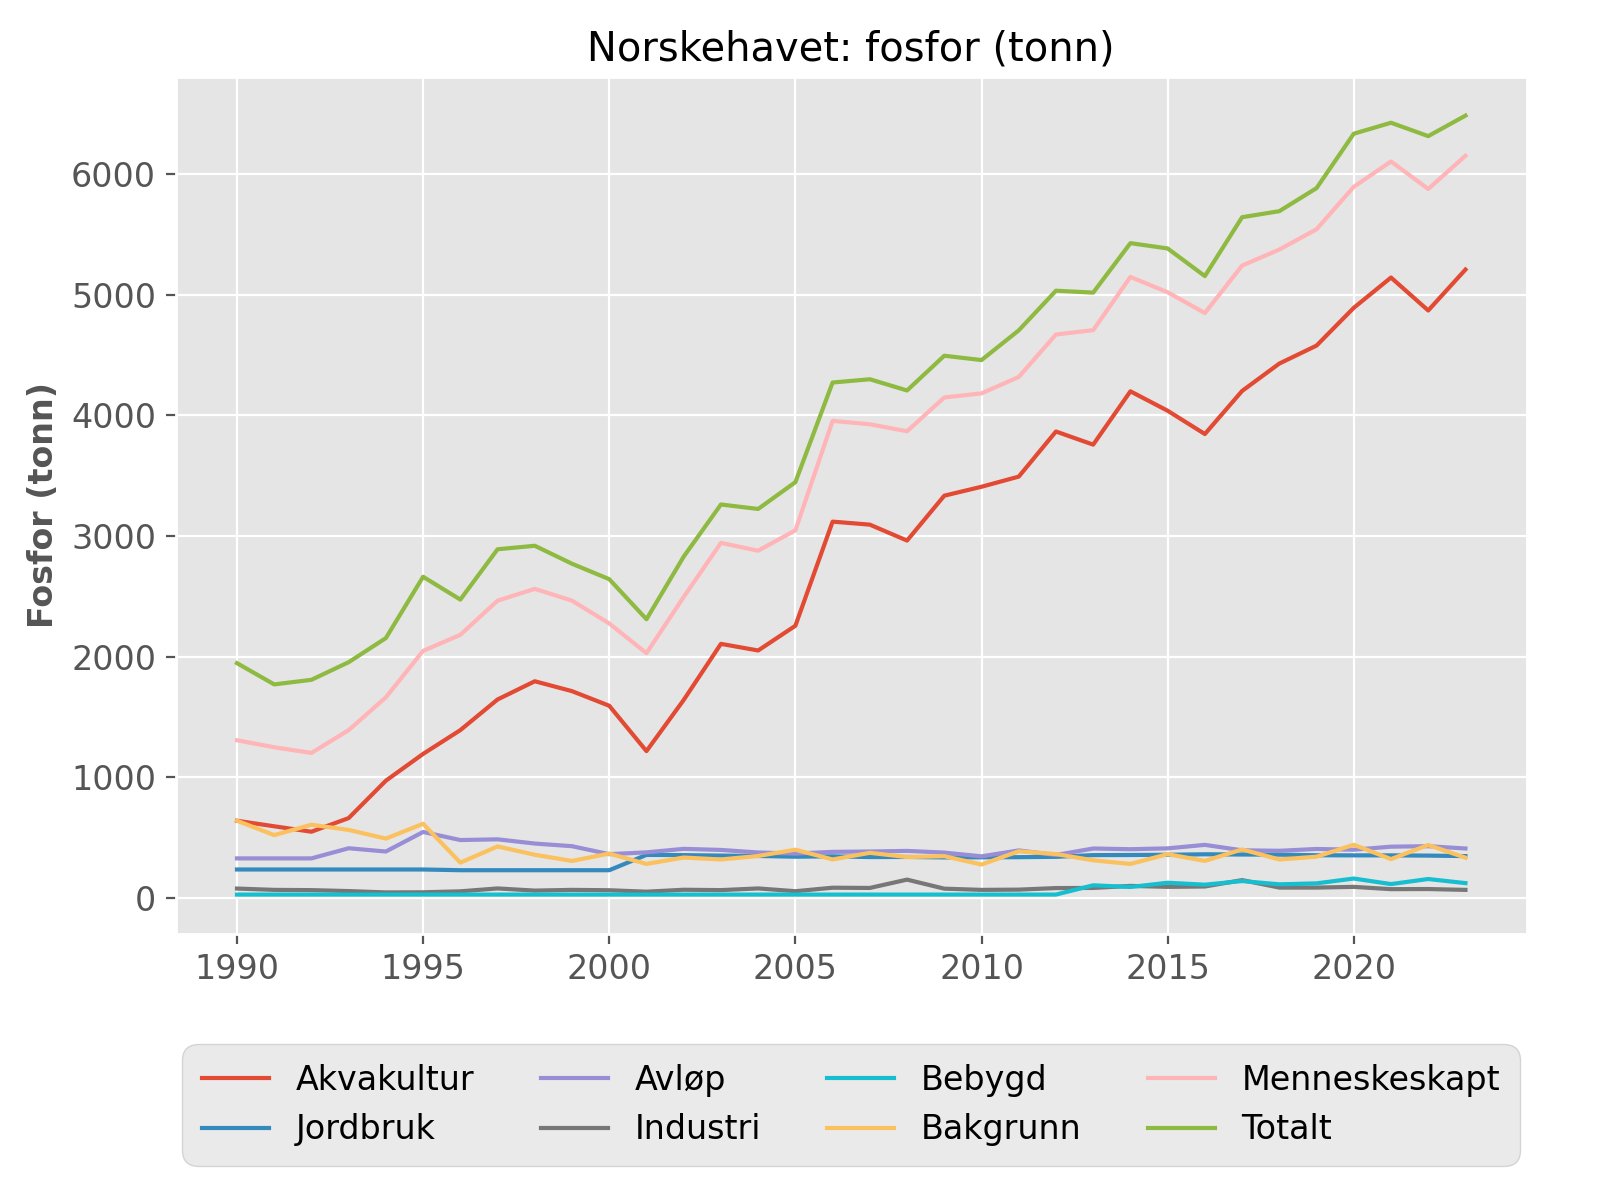 Norskehavet: fosfor (tonn)
Fosfor (tonn)
6000
5000
4000
3000
2000
1000
0
1990 1995 2000 2005 2010 2015 2020
Akvakultur Avløp Bebygd Menneskeskapt
Jordbruk Industri Bakgrunn Totalt